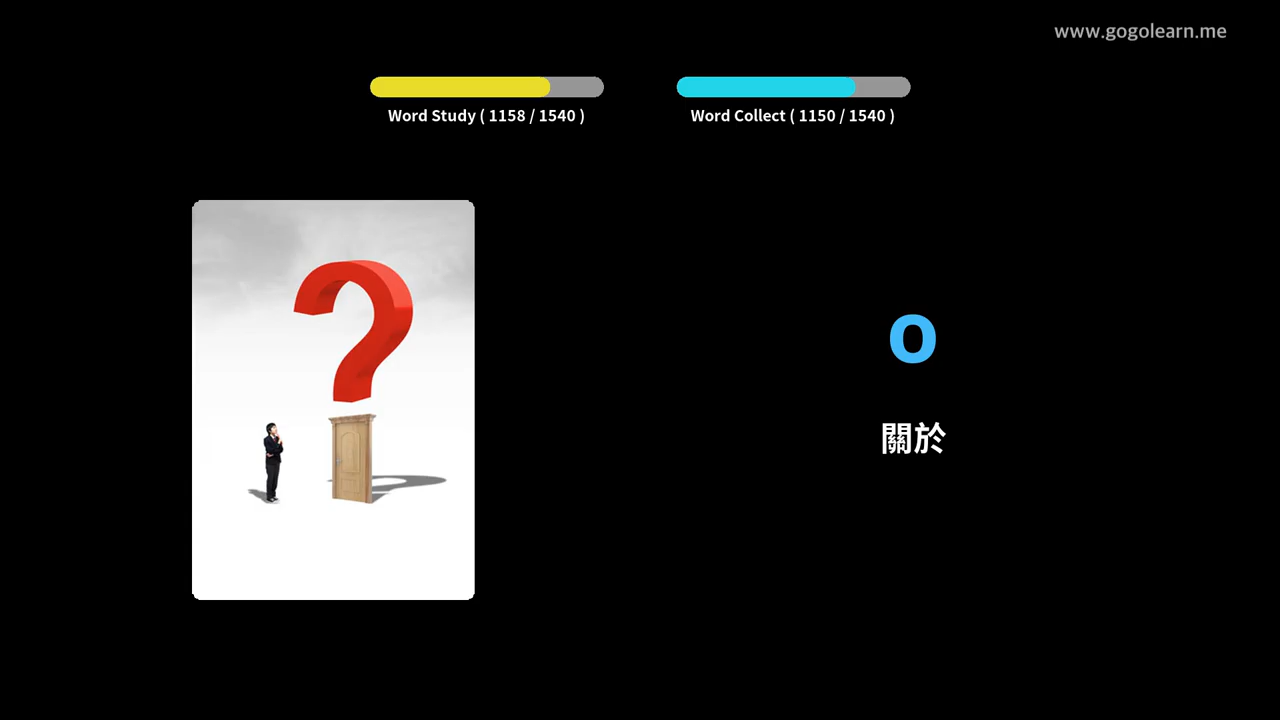 www.gogolearn.me
Word Study ( 1158 / 1540 )
Word Collect ( 1150 / 1540 )
?
o
關於